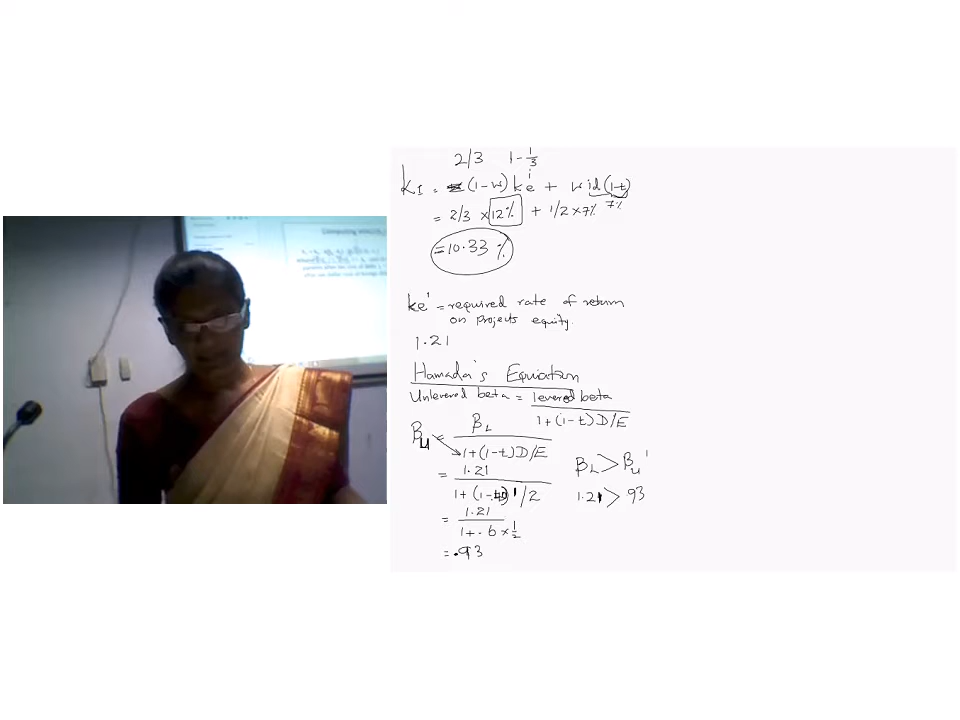 2/3 1-1/3
KI = (1-w) ke' + w id(1-t)
= 2/3 × 12% + 1/2 × 7% 7%
= 10.33 %
ke' = required rate of return
on projects equity.
1.21
Hamada's Equation
Unlevered beta = levered beta
1+(1-t) D/E
βu = βL
1+(1-t) D/E
= 1.21
βL > βu'
1+(1-) 1/2
1.21 > 93
= 1.21
1+.6 × 1/2
= .93